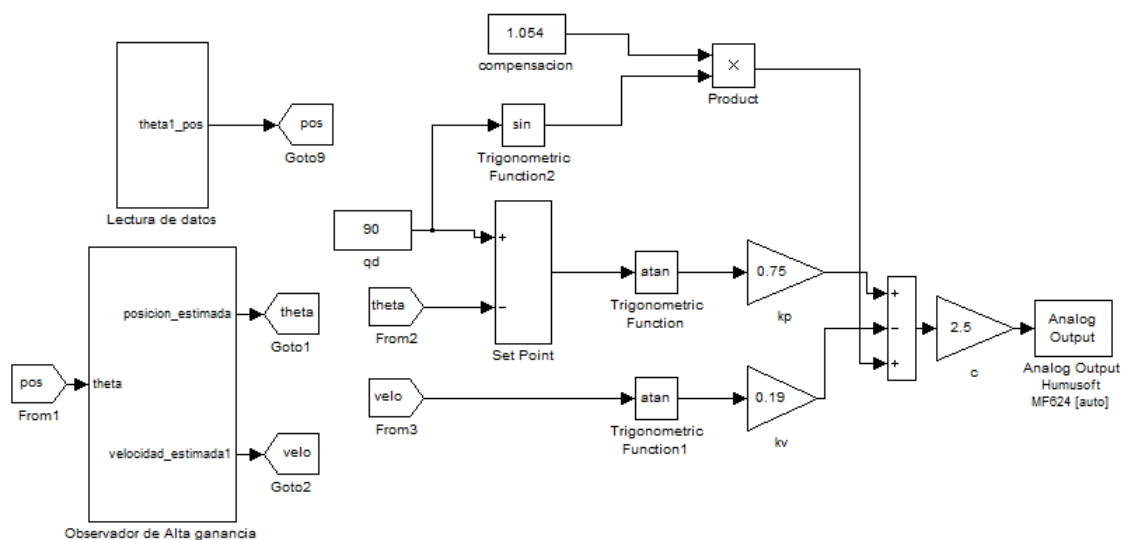 1.054
compensacion
×
Product
theta1_pos
pos
Goto9
Lectura de datos
sin
Trigonometric
Function2
90
qd
+
−
Set Point
theta
From2
atan
Trigonometric
Function
0.75
kp
posicion_estimada
theta
Goto1
pos
From1
theta
velocidad_estimada1
velo
Goto2
Observador de Alta ganancia
velo
From3
atan
Trigonometric
Function1
0.19
kv
+
−
+
2.5
c
Analog
Output
Analog Output
Humusoft
MF624 [auto]